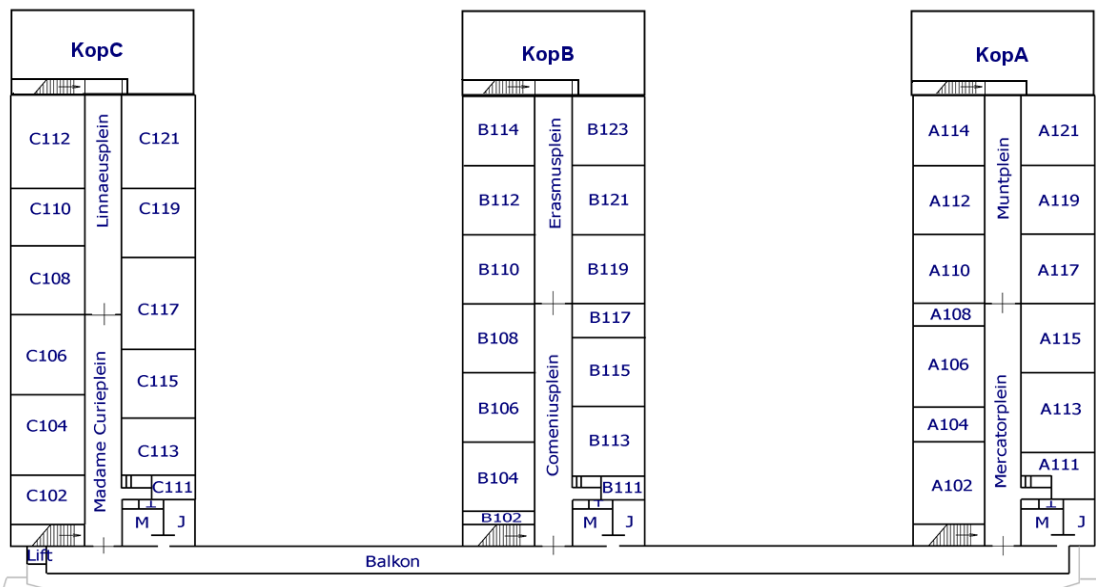 KopC
KopB
KopA
C112
Linnaeusplein
C121
C110
C119
C108
C117
C106
Madame Curieplein
C115
C104
C113
C102
C111
M
J
Lift
B114
Erasmusplein
B123
B112
B121
B110
B119
B108
B117
Comeniusplein
B115
B106
B113
B104
B111
B102
M
J
A114
Muntplein
A121
A112
A119
A110
A117
A108
A115
A106
Mercatorplein
A113
A104
A111
A102
M
J
Balkon